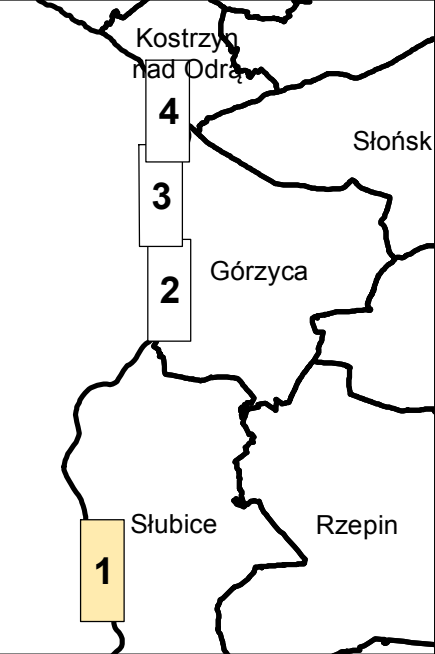 Kostrzyn
nad Odrą
4
Słońsk
3
Górzyca
2
Słubice
Rzepin
1